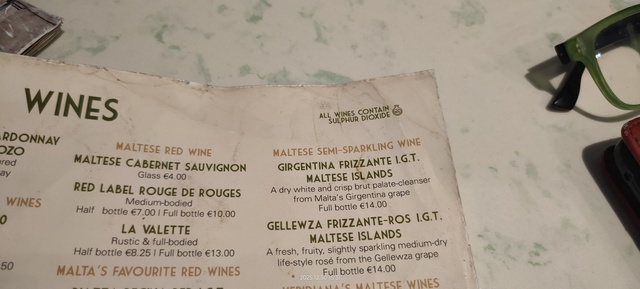 WINES
ALL WINES CONTAIN
SULPHUR DIOXIDE
WINES
MALTESE RED WINE
MALTESE CABERNET SAUVIGNON
Glass €4.00
RED LABEL ROUGE DE ROUGES
Medium-bodied
Half bottle €7.00 | Full bottle €10.00
LA VALETTE
Rustic & full-bodied
Half bottle €8.25 | Full bottle €13.00
MALTA'S FAVOURITE RED WINES
MALTESE SEMI-SPARKLING WINE
GIRGENTINA FRIZZANTE I.G.T.
MALTESE ISLANDS
A dry white and crisp brut palate-cleanser
from Malta's Girgentina grape
Full bottle €14.00
GELLEWZA FRIZZANTE-ROS I.G.T.
MALTESE ISLANDS
A fresh, fruity, slightly sparkling medium-dry
life-style rosé from the Gellewza grape
Full bottle €14.00
MALTESE WINES